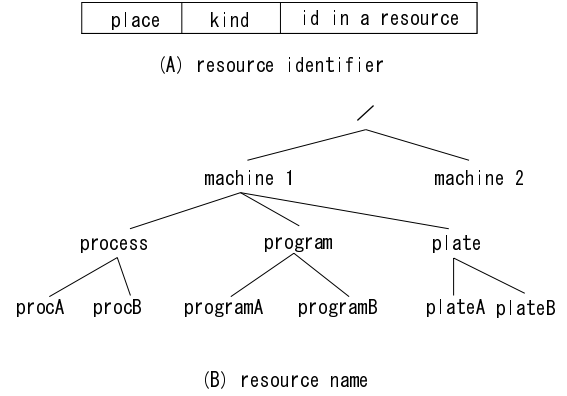 place kind id in a resource
(A) resource identifier
/
machine 1 machine 2
process program plate
procA procB programA programB plateA plateB
(B) resource name